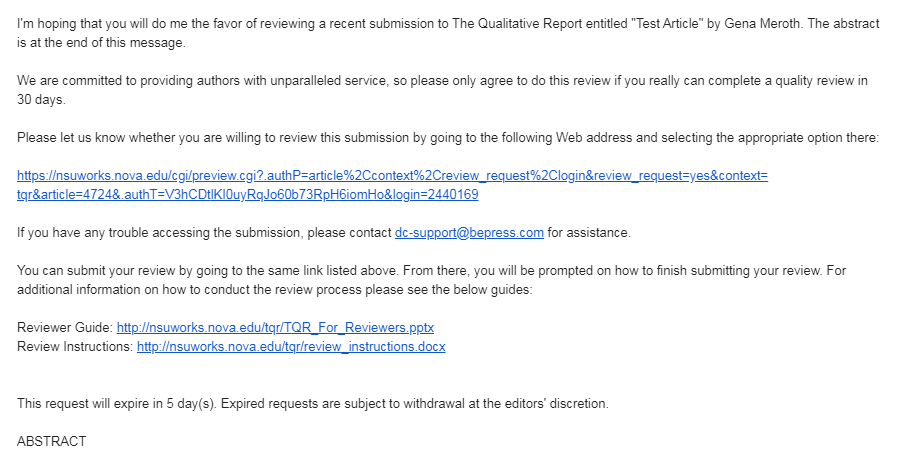 I'm hoping that you will do me the favor of reviewing a recent submission to The Qualitative Report entitled "Test Article" by Gena Meroth. The abstract
is at the end of this message.
We are committed to providing authors with unparalleled service, so please only agree to do this review if you really can complete a quality review in
30 days.
Please let us know whether you are willing to review this submission by going to the following Web address and selecting the appropriate option there:
https://nsuworks.nova.edu/cgi/preview.cgi?.authP=article%2Ccontext%2Creview_request%2Clogin&review_request=yes&context=
tqr&article=4724&.authT=V3hCDtlKI0uyRqJo60b73RpH6iomHo&login=2440169
If you have any trouble accessing the submission, please contact dc-support@bepress.com for assistance.
You can submit your review by going to the same link listed above. From there, you will be prompted on how to finish submitting your review. For
additional information on how to conduct the review process please see the below guides:
Reviewer Guide: http://nsuworks.nova.edu/tqr/TQR_For_Reviewers.pptx
Review Instructions: http://nsuworks.nova.edu/tqr/review_instructions.docx
This request will expire in 5 day(s). Expired requests are subject to withdrawal at the editors' discretion.
ABSTRACT